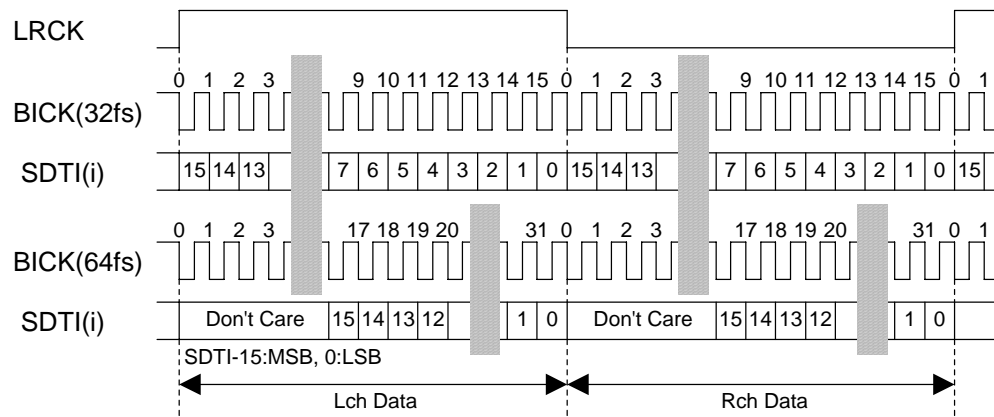 LRCK
0 1 2 3 9 10 11 12 13 14 15 0 1 2 3 9 10 11 12 13 14 15 0 1
BICK(32fs)
SDTI(i) 15 14 13 7 6 5 4 3 2 1 0 15 14 13 7 6 5 4 3 2 1 0 15
0 1 2 3 17 18 19 20 31 0 1 2 3 17 18 19 20 31 0 1
BICK(64fs)
SDTI(i) Don't Care 15 14 13 12 1 0 Don't Care 15 14 13 12 1 0
SDTI-15:MSB, 0:LSB
Lch Data Rch Data